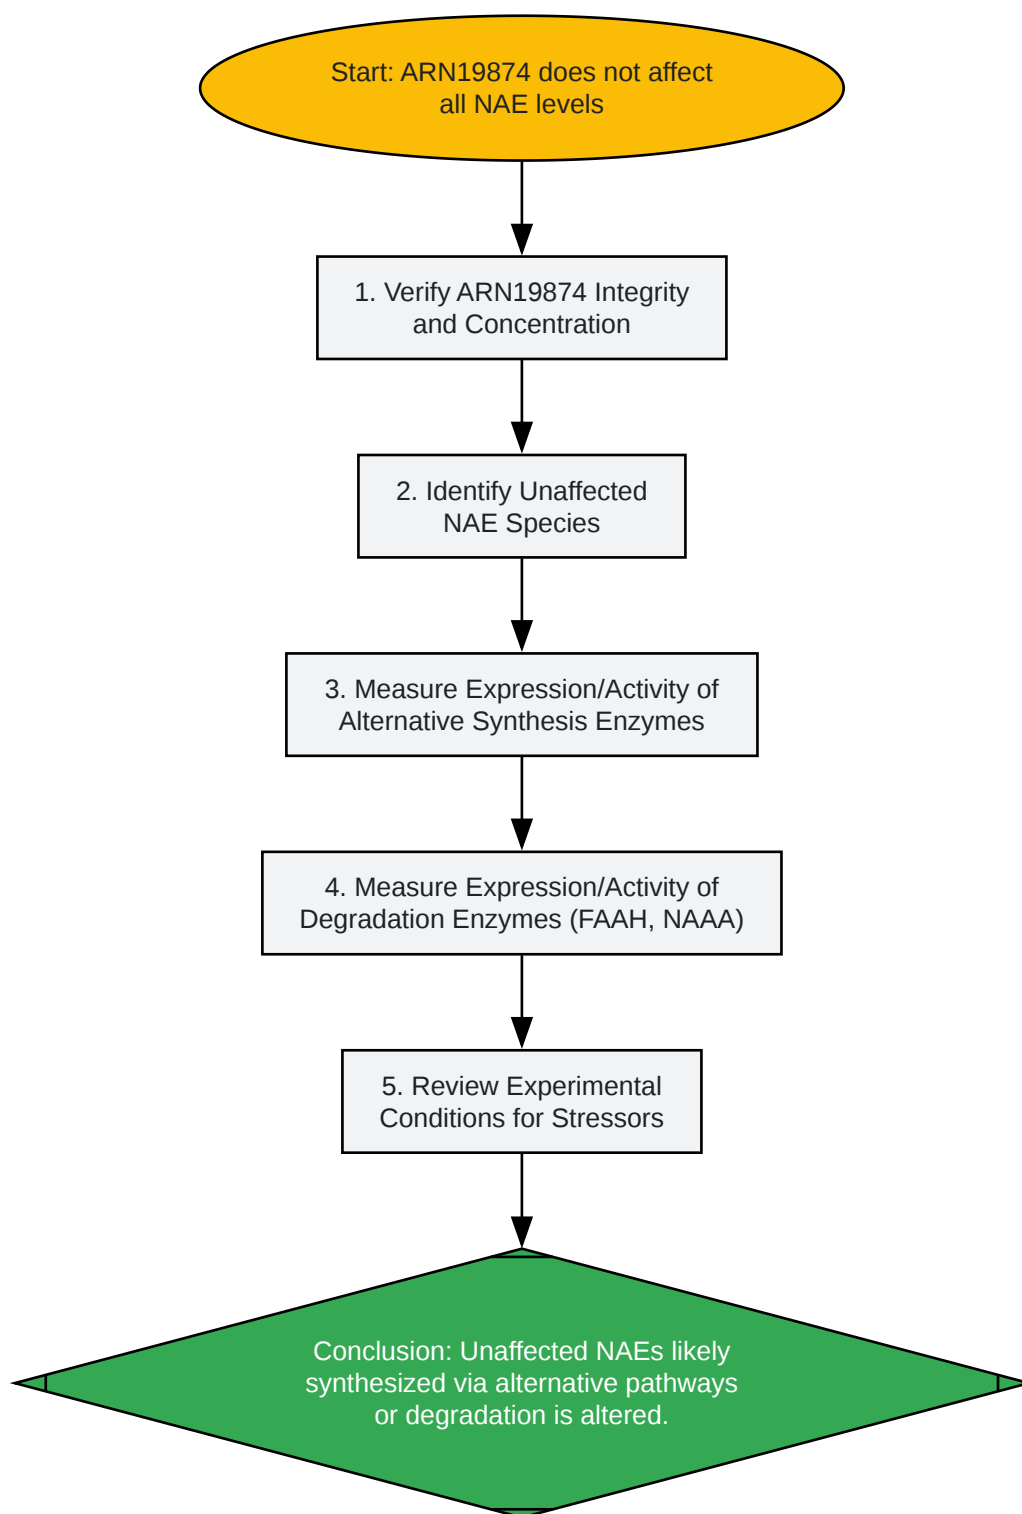 Start: ARN19874 does not affect
all NAE levels
1. Verify ARN19874 Integrity
and Concentration
2. Identify Unaffected
NAE Species
3. Measure Expression/Activity of
Alternative Synthesis Enzymes
4. Measure Expression/Activity of
Degradation Enzymes (FAAH, NAAA)
5. Review Experimental
Conditions for Stressors
Conclusion: Unaffected NAEs likely
synthesized via alternative pathways
or degradation is altered.